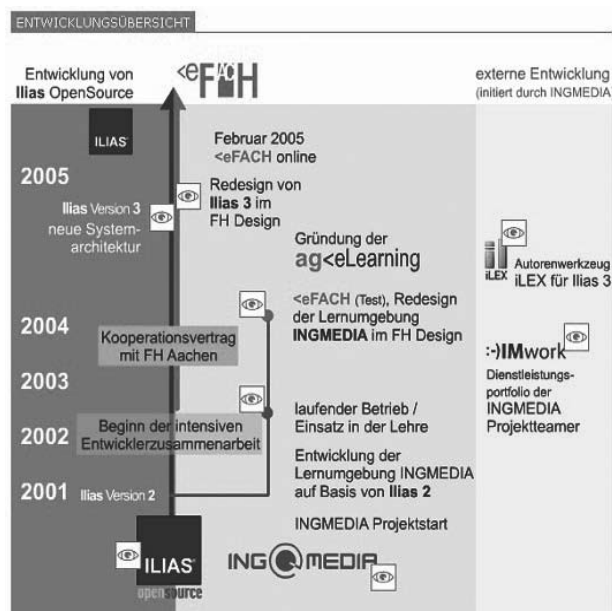 ENTWICKLUNGSÜBERSICHT
Entwicklung von
Ilias OpenSource
<eFACH
externe Entwicklung
(initiiert durch INGMEDIA)
ILIAS
2005
Ilias Version 3
neue System-
architektur
Februar 2005
<eFACH online
Redesign von
Ilias 3 im
FH Design
Gründung der
ag<eLearning
iLEX
Autorenwerkzeug
iLEX für Ilias 3
2004
Kooperationsvertrag
mit FH Aachen
<eFACH (Test), Redesign
der Lernumgebung
INGMEDIA im FH Design
:-)IMwork
Dienstleistungs-
portfolio der
INGMEDIA
Projektteamer
2003
2002
Beginn der intensiven
Entwicklerzusammenarbeit
laufender Betrieb /
Einsatz in der Lehre
Entwicklung der
Lernumgebung INGMEDIA
auf Basis von Ilias 2
2001
Ilias Version 2
INGMEDIA Projektstart
ILIAS
opensource
INGMEDIA